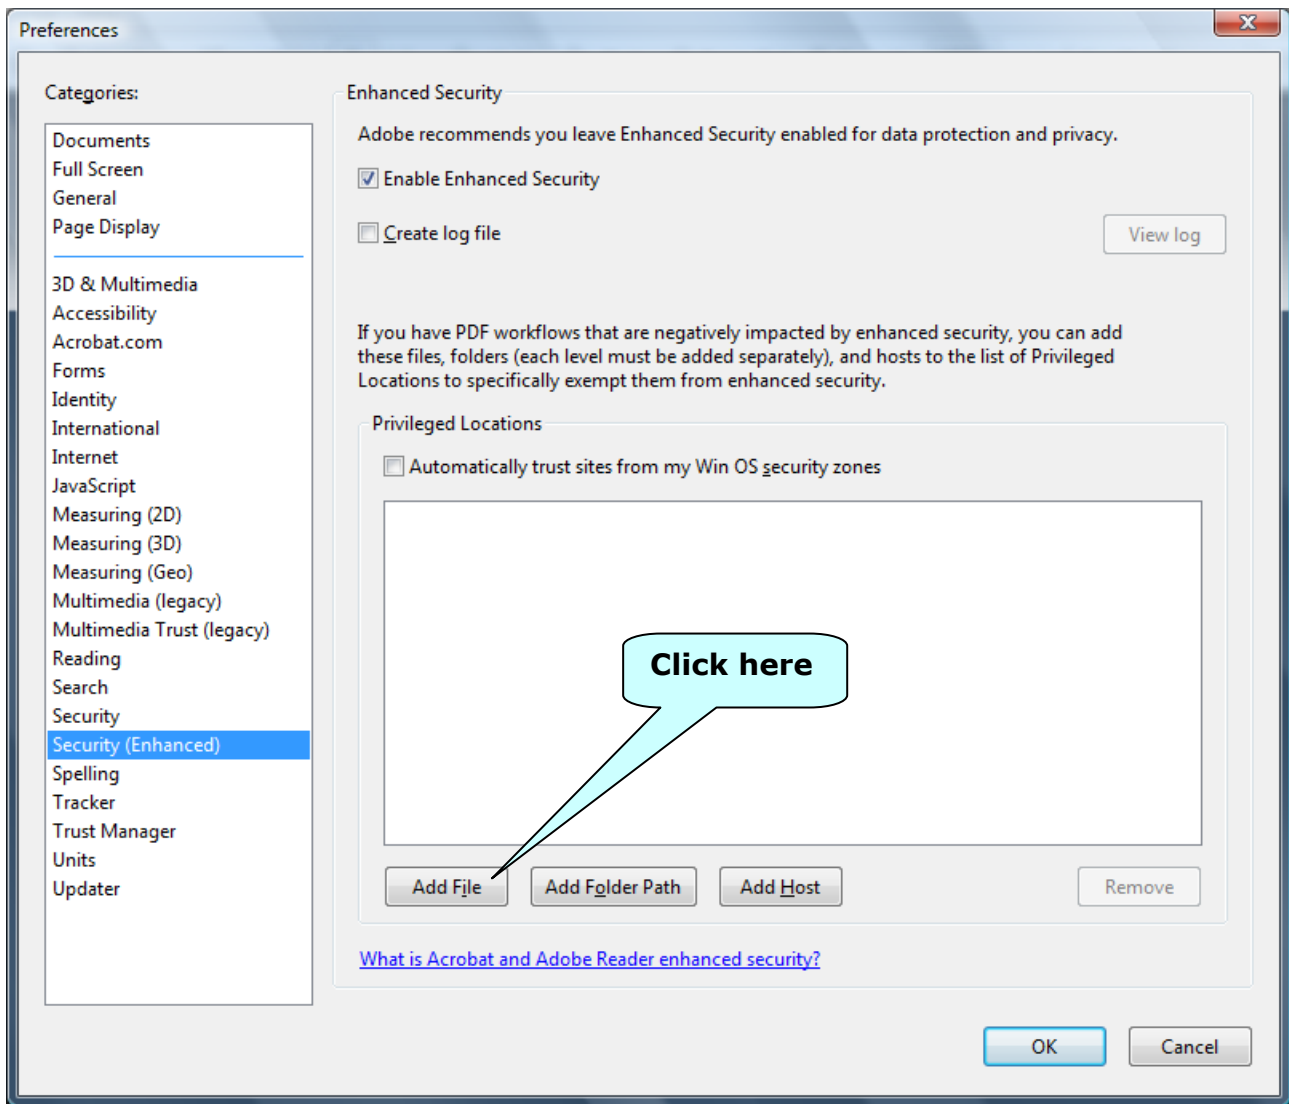 Preferences
Categories:
Documents
Full Screen
General
Page Display
3D & Multimedia
Accessibility
Acrobat.com
Forms
Identity
International
Internet
JavaScript
Measuring (2D)
Measuring (3D)
Measuring (Geo)
Multimedia (legacy)
Multimedia Trust (legacy)
Reading
Search
Security
Security (Enhanced)
Spelling
Tracker
Trust Manager
Units
Updater
Enhanced Security
Adobe recommends you leave Enhanced Security enabled for data protection and privacy.
Enable Enhanced Security
Create log file
View log
If you have PDF workflows that are negatively impacted by enhanced security, you can add
these files, folders (each level must be added separately), and hosts to the list of Privileged
Locations to specifically exempt them from enhanced security.
Privileged Locations
Automatically trust sites from my Win OS security zones
Click here
Add File
Add Folder Path
Add Host
Remove
What is Acrobat and Adobe Reader enhanced security?
OK
Cancel